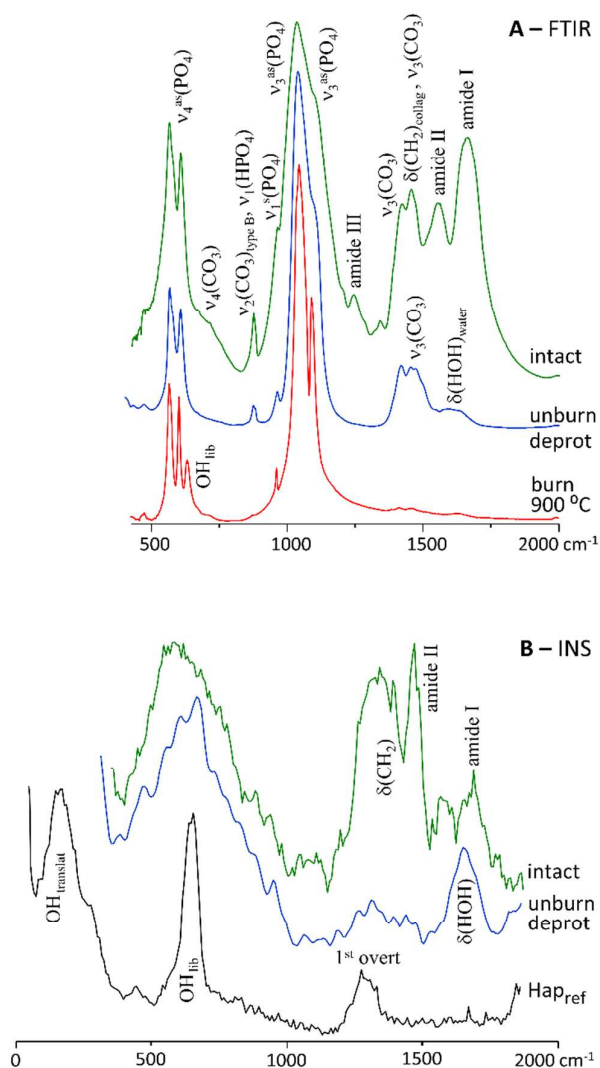 A – FTIR
ν4as(PO4)
ν4(CO3)
ν2(CO3)type B, ν1(HPO4)
ν1s(PO4)
ν3as(PO4)
ν3as(PO4)
amide III
ν3(CO3)
δ(CH2)collag, ν3(CO3)
amide II
amide I
intact
ν3(CO3)
δ(HOH)water
unburn
deprot
OHlib
burn
900 °C
500
1000
1500
2000 cm-1
B – INS
amide II
δ(CH2)
amide I
intact
unburn
deprot
δ(HOH)
OHtranslat
OHlib
1st overt
Hapref
0
500
1000
1500
2000 cm-1